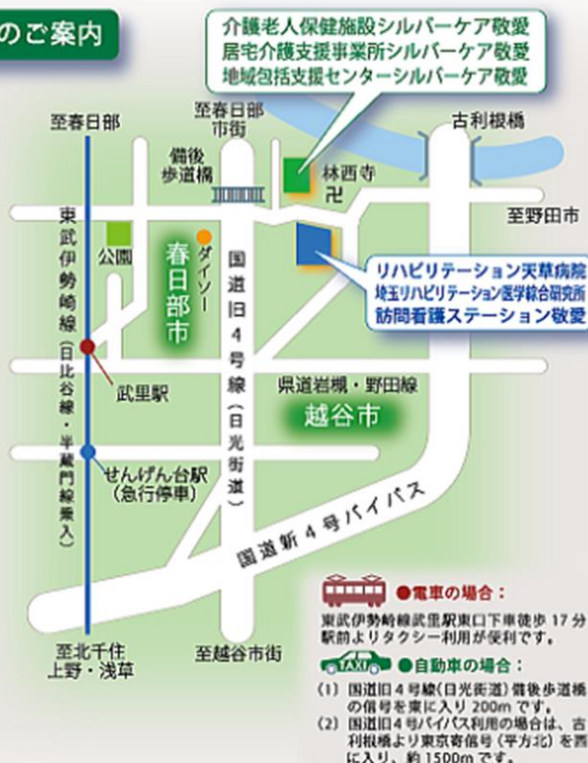 のご案内
介護老人保健施設シルバーケア敬愛
居宅介護支援事業所シルバーケア敬愛
地域包括支援センターシルバーケア敬愛
至春日部
至春日部
市街
古利根橋
備後
歩道橋
林西寺
卍
至野田市
東武伊勢崎線(日比谷線・半蔵門線乗入)
公園
春日部市
ダイソー
国道旧4号線(日光街道)
リハビリテーション天草病院
埼玉リハビリテーション医学綜合研究所
訪問看護ステーション敬愛
武里駅
県道岩槻・野田線
越谷市
せんげん台駅
(急行停車)
国道新4号バイパス
至北千住
上野・浅草
至越谷市街
●電車の場合:
東武伊勢崎線武里駅東口下車徒歩17分
駅前よりタクシー利用が便利です。
TAXI
●自動車の場合:
(1) 国道旧4号線(日光街道)備後歩道橋
の信号を東に入り200mです。
(2) 国道旧4号バイパス利用の場合は、古
利根橋より東京寄信号(平方北)を西
に入り、約1500mです。